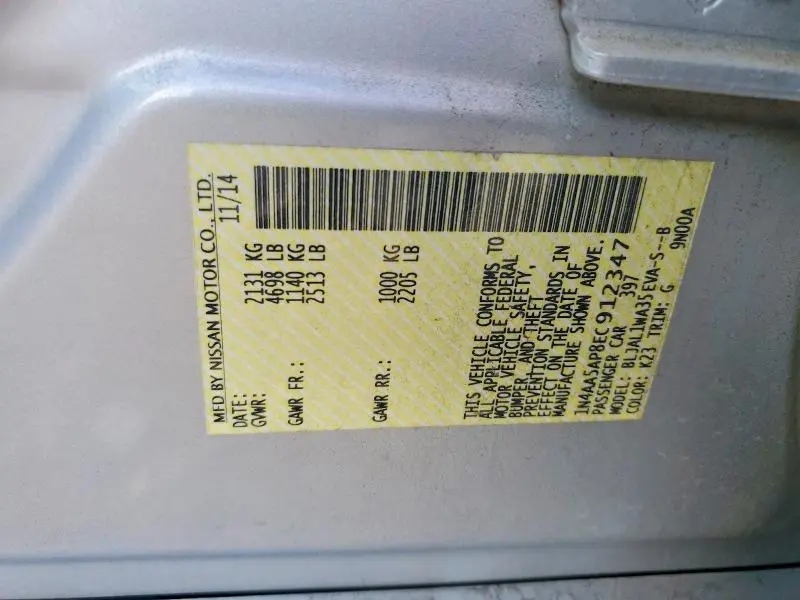 MFD BY NISSAN MOTOR CO., LTD.
DATE: 11/14
GVWR: 2131 KG
4698 LB
GAWR FR.: 1140 KG
2513 LB
GAWR RR.: 1000 KG
2205 LB
THIS VEHICLE CONFORMS TO
ALL APPLICABLE FEDERAL
MOTOR VEHICLE SAFETY,
BUMPER, AND THEFT
PREVENTION STANDARDS IN
EFFECT ON THE DATE OF
MANUFACTURE SHOWN ABOVE.
1N4AA5AP8EC912347
PASSENGER CAR 397
MODEL: BLJAL1WA35EVA-S--B
COLOR: K23 TRIM: G 9N00A